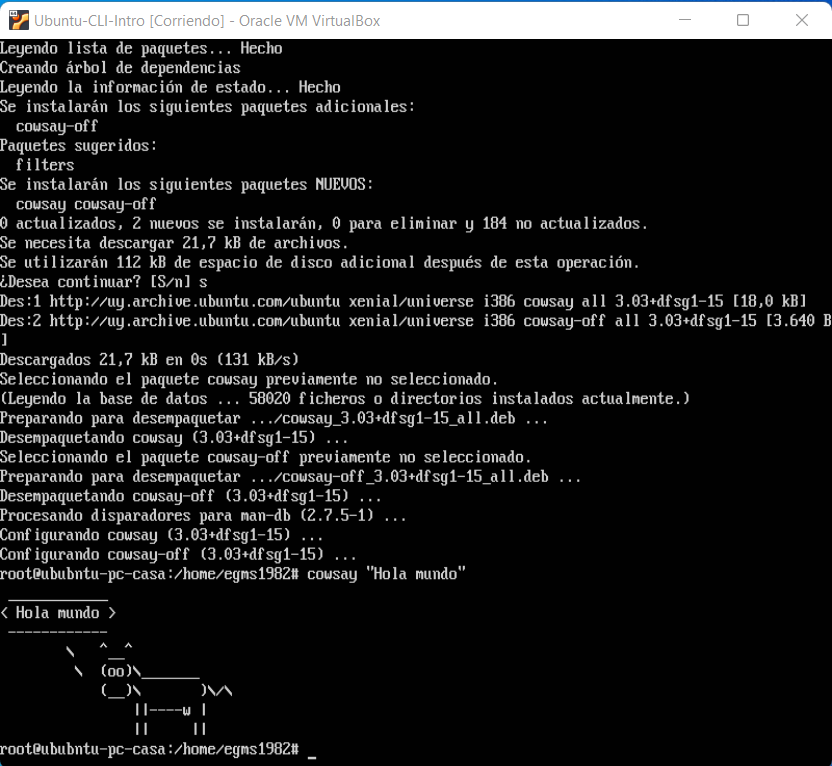 Ubuntu-CLI-Intro [Corriendo] - Oracle VM VirtualBox
Leyendo lista de paquetes... Hecho
Creando árbol de dependencias
Leyendo la información de estado... Hecho
Se instalarán los siguientes paquetes adicionales:
  cowsay-off
Paquetes sugeridos:
  filters
Se instalarán los siguientes paquetes NUEVOS:
  cowsay cowsay-off
0 actualizados, 2 nuevos se instalarán, 0 para eliminar y 184 no actualizados.
Se necesita descargar 21,7 kB de archivos.
Se utilizarán 112 kB de espacio de disco adicional después de esta operación.
¿Desea continuar? [S/n] s
Des:1 http://uy.archive.ubuntu.com/ubuntu xenial/universe i386 cowsay all 3.03+dfsg1-15 [18,0 kB]
Des:2 http://uy.archive.ubuntu.com/ubuntu xenial/universe i386 cowsay-off all 3.03+dfsg1-15 [3.640 B
]
Descargados 21,7 kB en 0s (131 kB/s)
Seleccionando el paquete cowsay previamente no seleccionado.
(Leyendo la base de datos ... 58020 ficheros o directorios instalados actualmente.)
Preparando para desempaquetar .../cowsay_3.03+dfsg1-15_all.deb ...
Desempaquetando cowsay (3.03+dfsg1-15) ...
Seleccionando el paquete cowsay-off previamente no seleccionado.
Preparando para desempaquetar .../cowsay-off_3.03+dfsg1-15_all.deb ...
Desempaquetando cowsay-off (3.03+dfsg1-15) ...
Procesando disparadores para man-db (2.7.5-1) ...
Configurando cowsay (3.03+dfsg1-15) ...
Configurando cowsay-off (3.03+dfsg1-15) ...
root@ububntu-pc-casa:/home/egms1982# cowsay "Hola mundo"
 ____________
< Hola mundo >
 ------------
        \   ^__^
         \  (oo)\_______
            (__)\       )\/\
                ||----w |
                ||     ||
root@ububntu-pc-casa:/home/egms1982# _